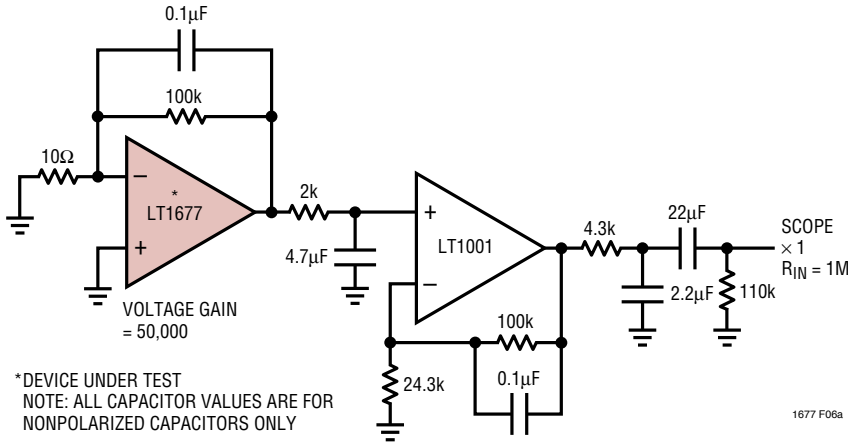 0.1µF
100k
10Ω
–
*
LT1677
+
VOLTAGE GAIN
= 50,000
2k
4.7µF
+
LT1001
–
4.3k
22µF
SCOPE
× 1
RIN = 1M
2.2µF
110k
100k
24.3k
0.1µF
*DEVICE UNDER TEST
NOTE: ALL CAPACITOR VALUES ARE FOR
NONPOLARIZED CAPACITORS ONLY
1677 F06a